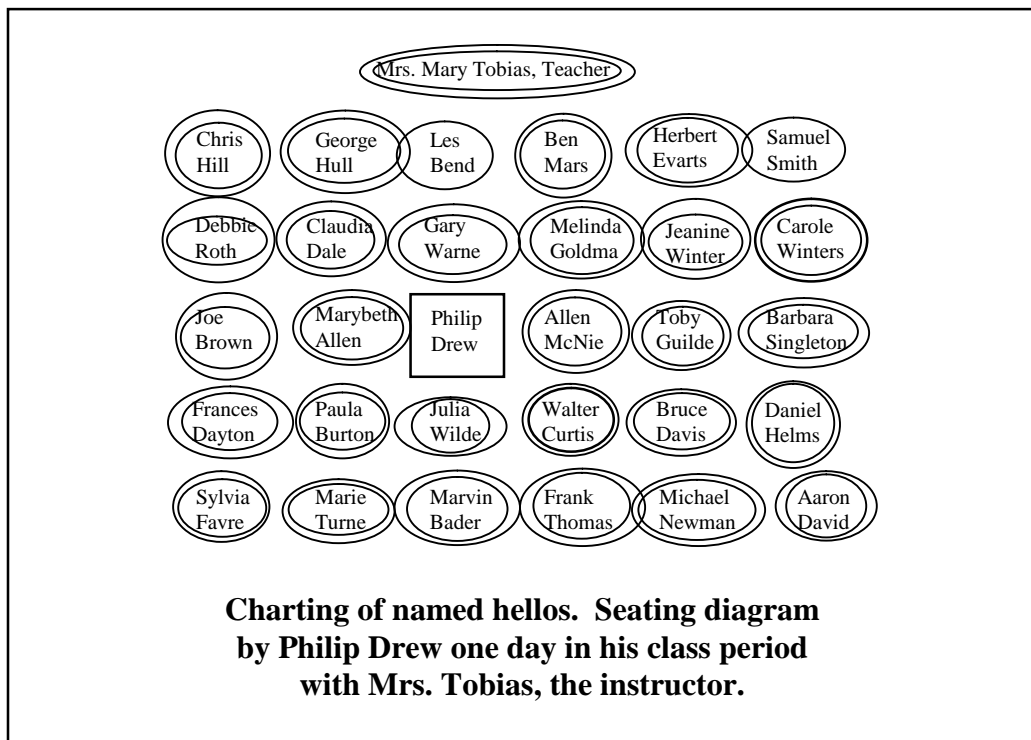 Mrs. Mary Tobias, Teacher
Chris George Les Ben Herbert Samuel
Hill Hull Bend Mars Evarts Smith
Debbie Claudia Gary Melinda Jeanine Carole
Roth Dale Warne Goldma Winter Winters
Joe Marybeth Philip Allen Toby Barbara
Brown Allen Drew McNie Guilde Singleton
Frances Paula Julia Walter Bruce Daniel
Dayton Burton Wilde Curtis Davis Helms
Sylvia Marie Marvin Frank Michael Aaron
Favre Turne Bader Thomas Newman David
Charting of named hellos. Seating diagram
by Philip Drew one day in his class period
with Mrs. Tobias, the instructor.